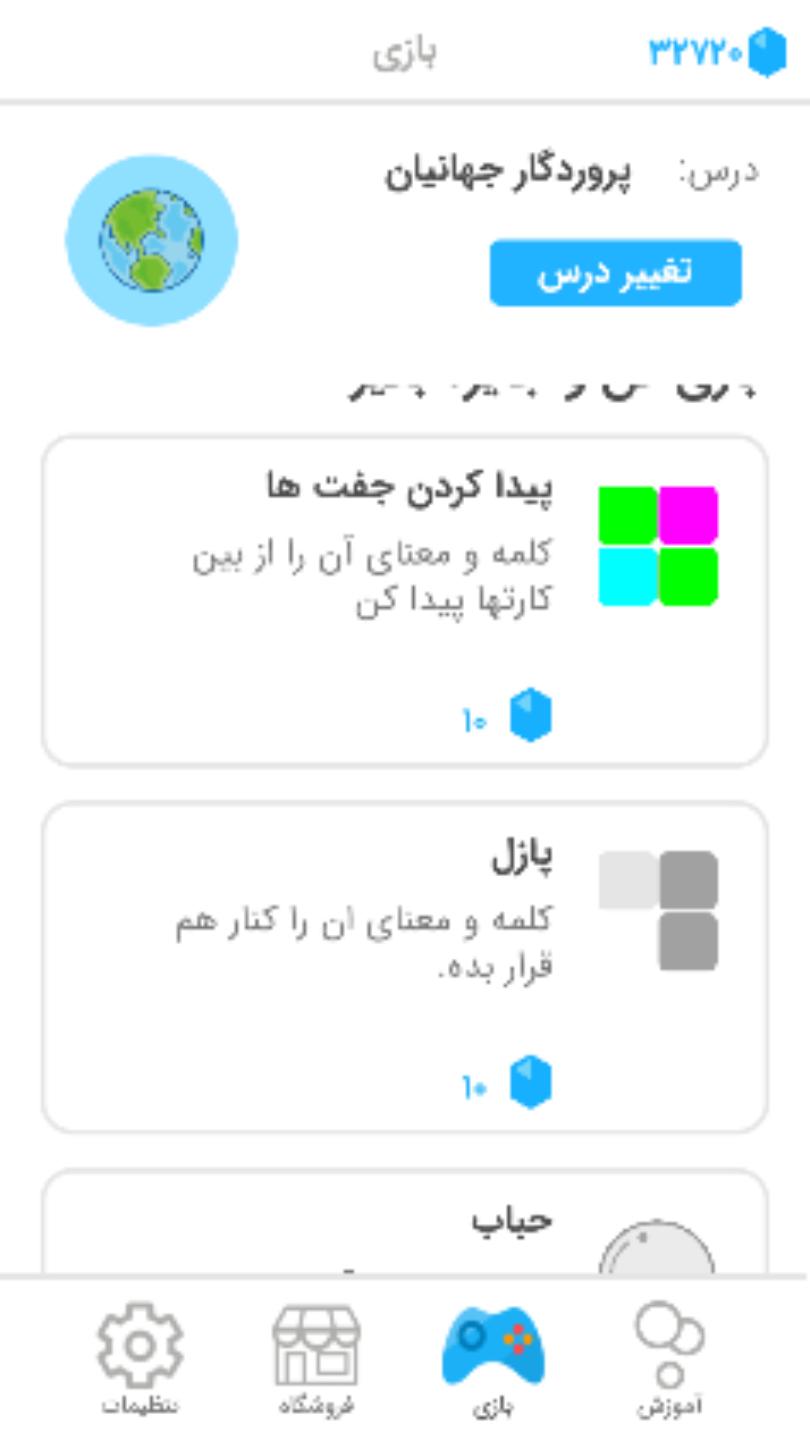 ۳۲۷۲۰
بازی
درس: پروردگار جهانیان
تغییر درس
پیدا کردن جفت ها
کلمه و معنای آن را از بین
کارتها پیدا کن
۱۰
پازل
کلمه و معنای ان را کنار هم
قرار بده.
۱۰
حباب
آموزش
بازی
فروشگاه
تنظیمات